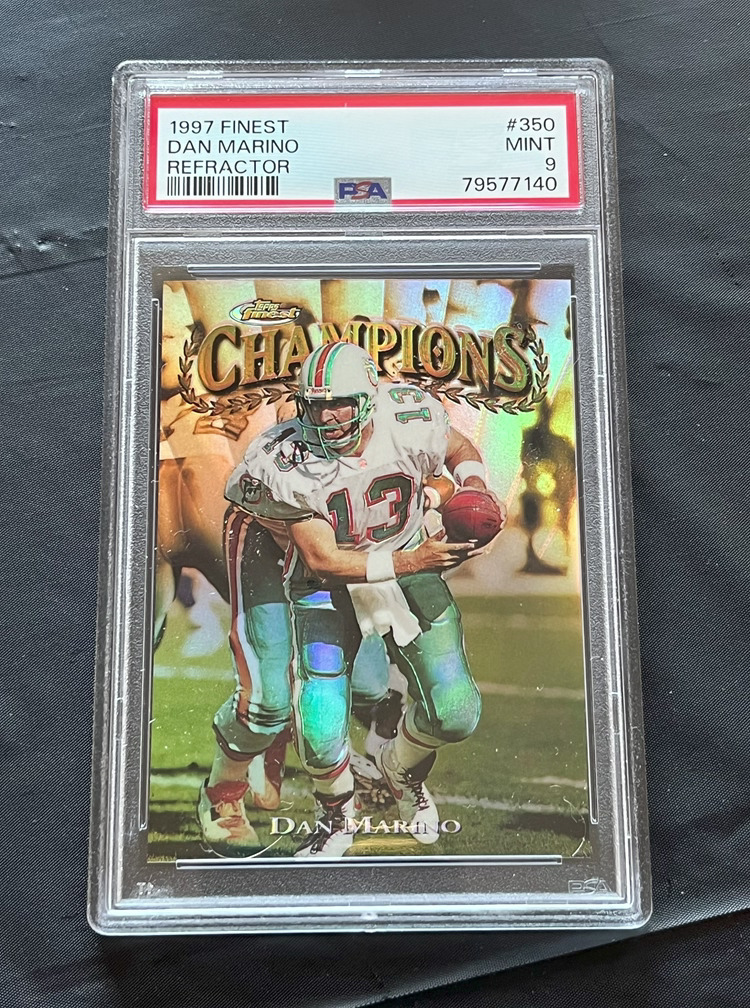 1997 FINEST
#350
DAN MARINO
MINT
REFRACTOR
9
PSA
79577140
TOPPS
finest
CHAMPIONS
13
13
DAN MARINO
PSA